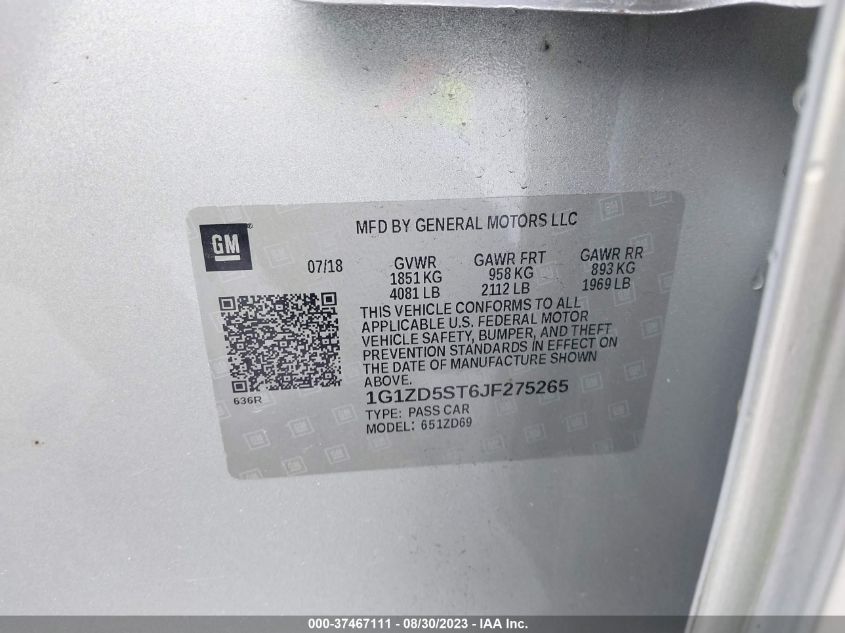 GM
MFD BY GENERAL MOTORS LLC
07/18 GVWR GAWR FRT GAWR RR
1851 KG 958 KG 893 KG
4081 LB 2112 LB 1969 LB
THIS VEHICLE CONFORMS TO ALL
APPLICABLE U.S. FEDERAL MOTOR
VEHICLE SAFETY, BUMPER, AND THEFT
PREVENTION STANDARDS IN EFFECT ON
THE DATE OF MANUFACTURE SHOWN
ABOVE.
636R
1G1ZD5ST6JF275265
TYPE: PASS CAR
MODEL: 651ZD69
000-37467111 - 08/30/2023 - IAA Inc.